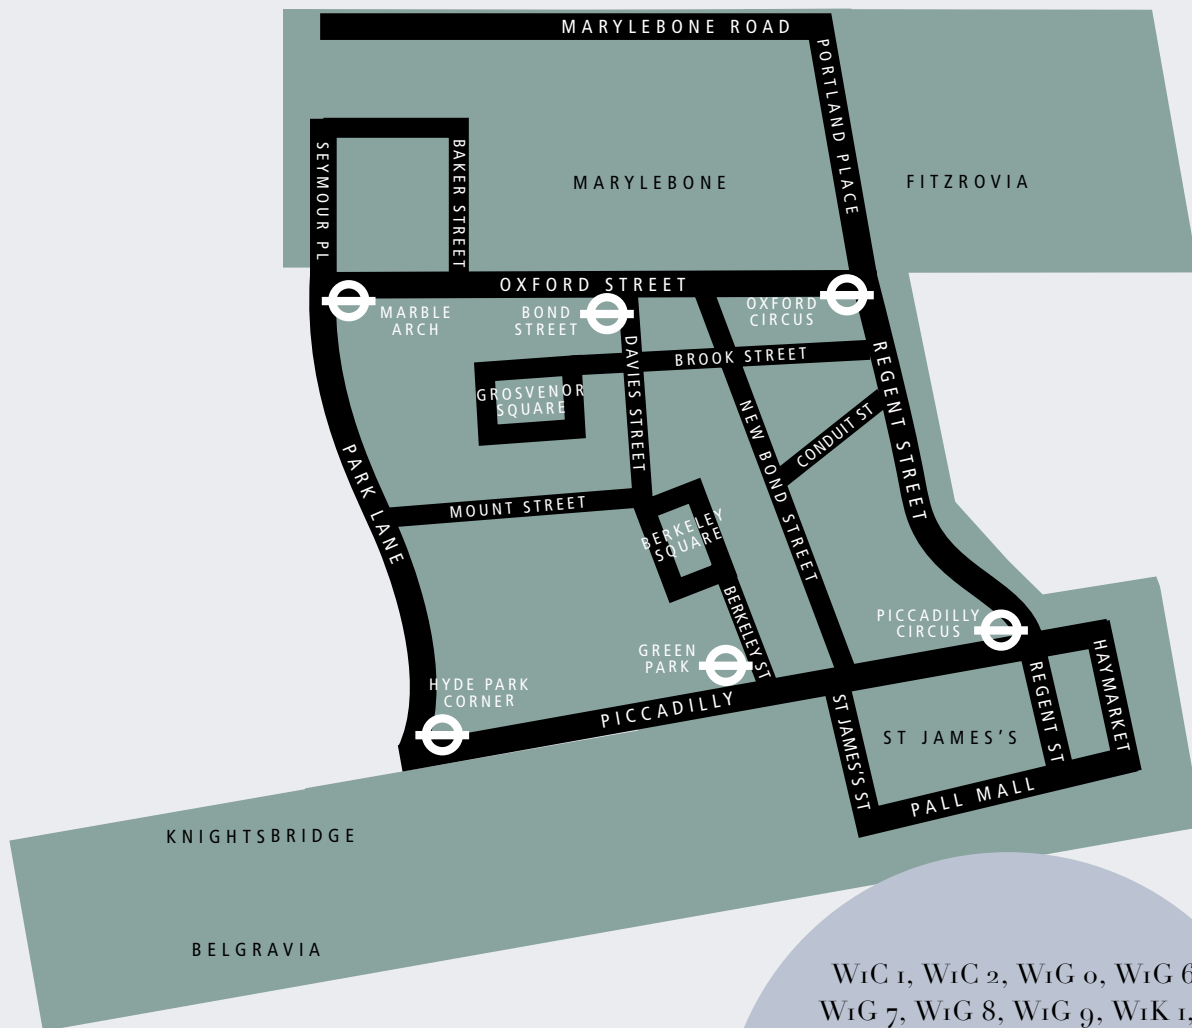 MARYLEBONE ROAD
PORTLAND PLACE
SEYMOUR PL
BAKER STREET
MARYLEBONE
FITZROVIA
OXFORD STREET
MARBLE
ARCH
BOND
STREET
OXFORD
CIRCUS
DAVIES STREET
BROOK STREET
REGENT STREET
GROSVENOR
SQUARE
NEW BOND STREET
CONDUIT ST
PARK LANE
MOUNT STREET
BERKELEY
SQUARE
BERKELEY ST
PICCADILLY
CIRCUS
GREEN
PARK
HYDE PARK
CORNER
PICCADILLY
ST JAMES'S ST
ST JAMES'S
REGENT ST
HAYMARKET
PALL MALL
KNIGHTSBRIDGE
BELGRAVIA
W1C 1, W1C 2, W1G 0, W1G 6
W1G 7, W1G 8, W1G 9, W1K 1,